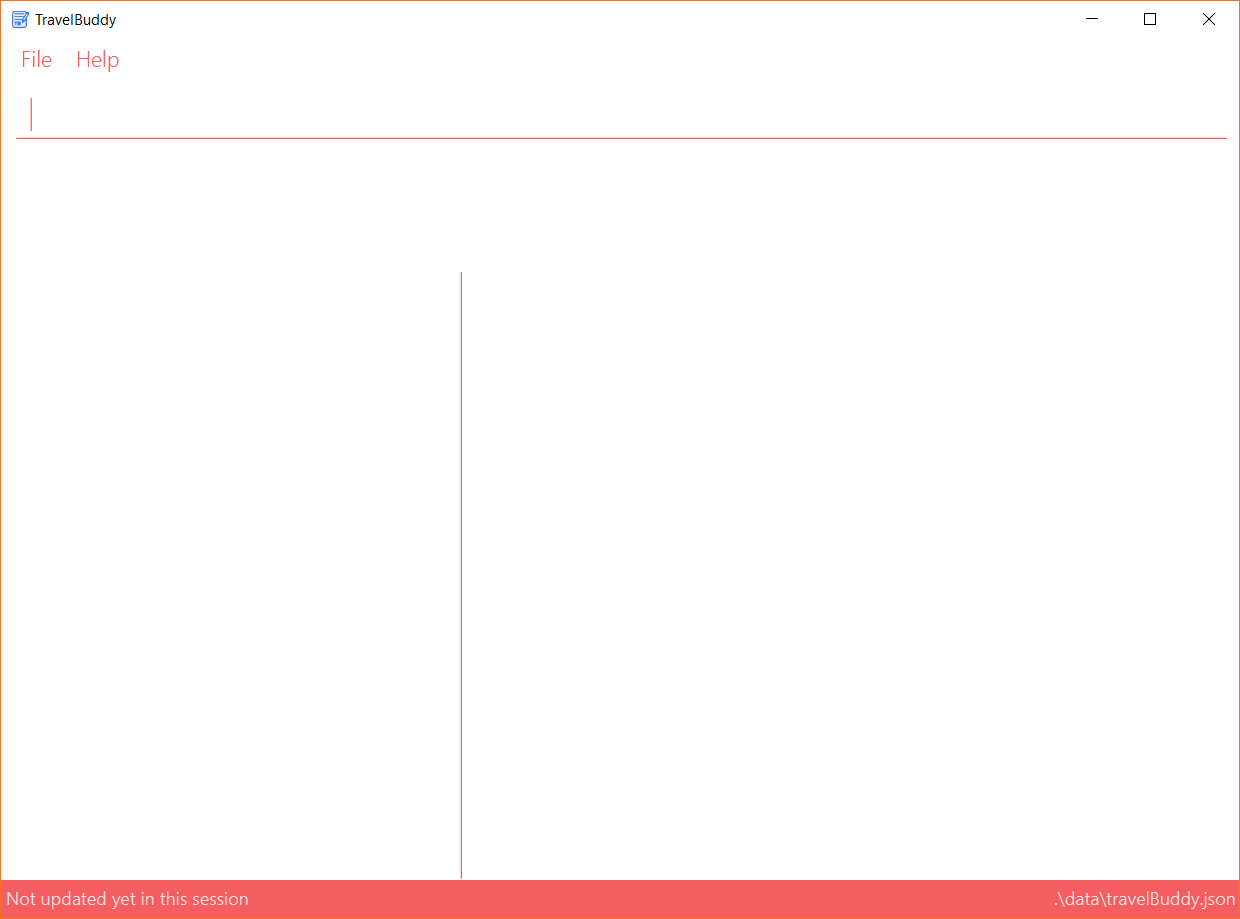 TravelBuddy
File Help
Not updated yet in this session
.\data\travelBuddy.json